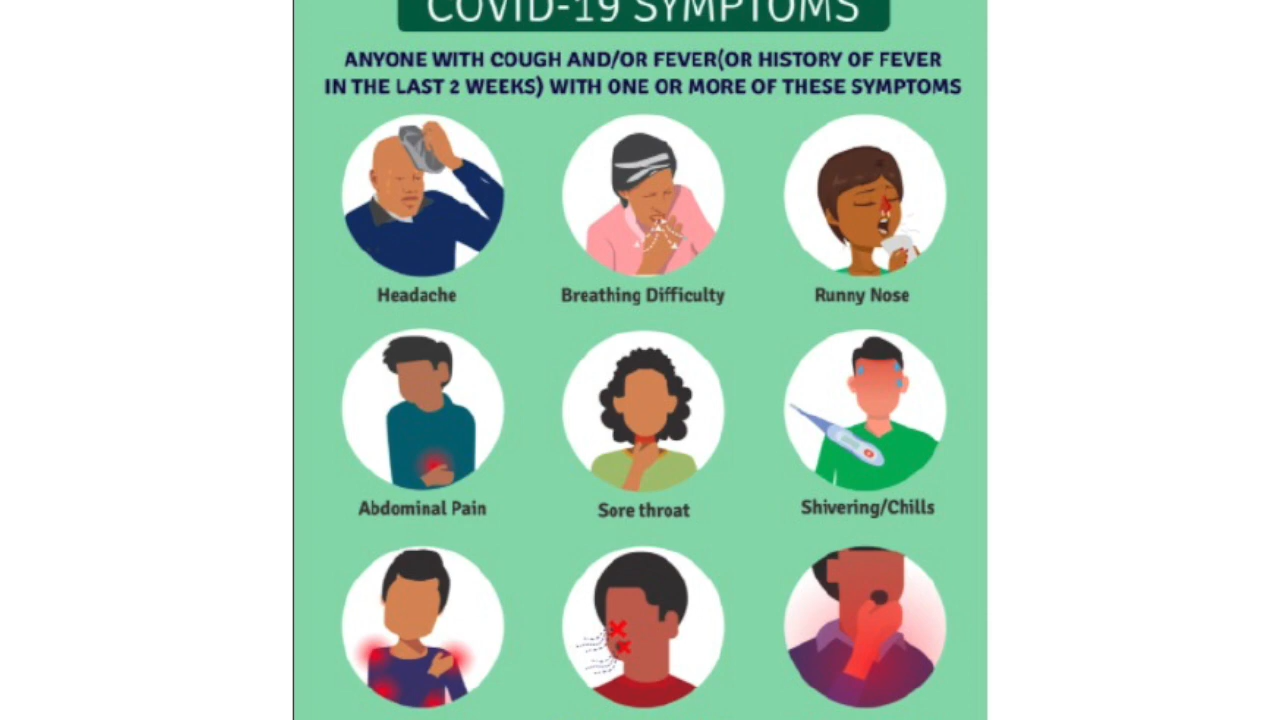 COVID-19 SYMPTOMS
ANYONE WITH COUGH AND/OR FEVER(OR HISTORY OF FEVER
IN THE LAST 2 WEEKS) WITH ONE OR MORE OF THESE SYMPTOMS
Headache
Breathing Difficulty
Runny Nose
Abdominal Pain
Sore throat
Shivering/Chills